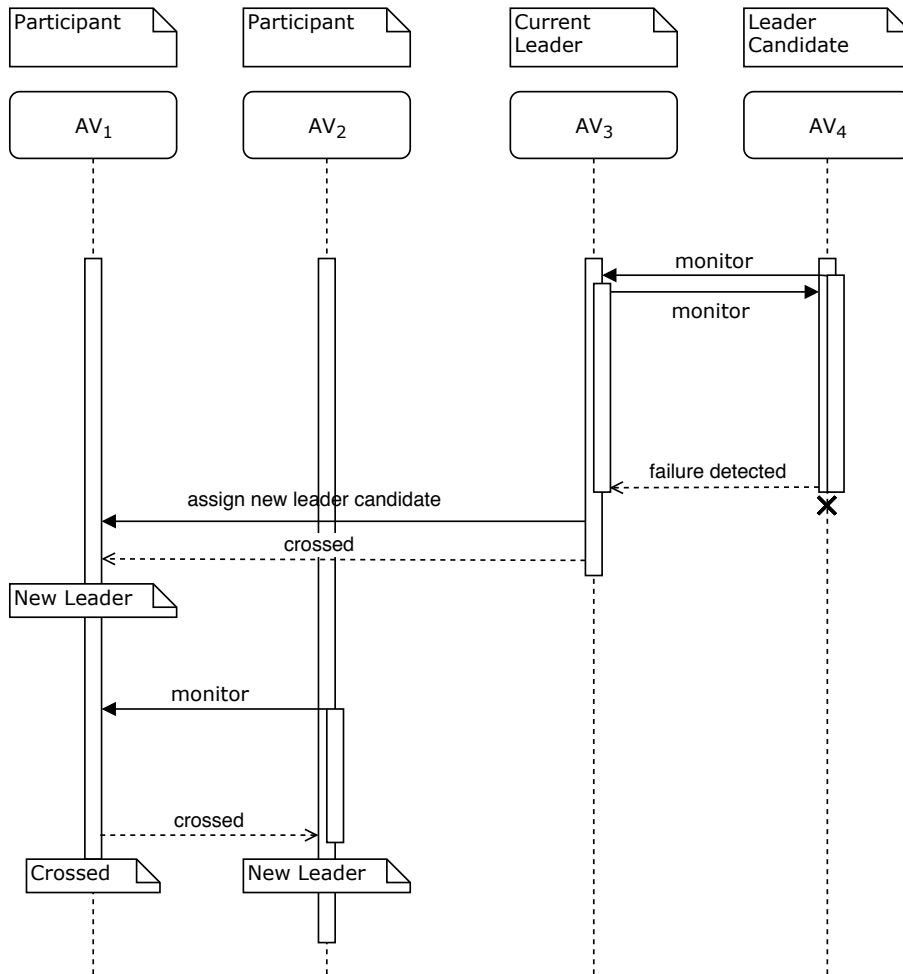 Participant
Participant
Current
Leader
Leader
Candidate
AV1
AV2
AV3
AV4
monitor
monitor
failure detected
assign new leader candidate
crossed
New Leader
monitor
crossed
Crossed
New Leader